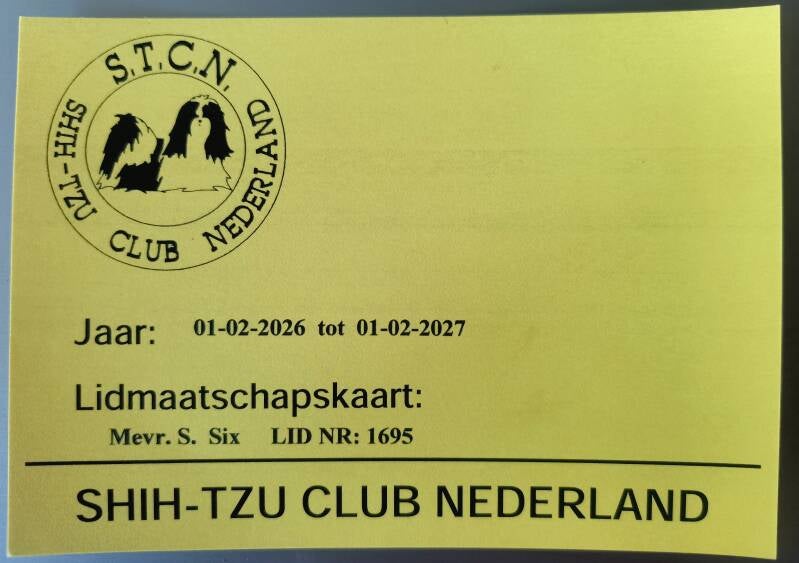 S.T.C.N.
SHIH-TZU CLUB NEDERLAND
Jaar: 01-02-2026 tot 01-02-2027
Lidmaatschapskaart:
Mevr. S. Six LID NR: 1695
SHIH-TZU CLUB NEDERLAND